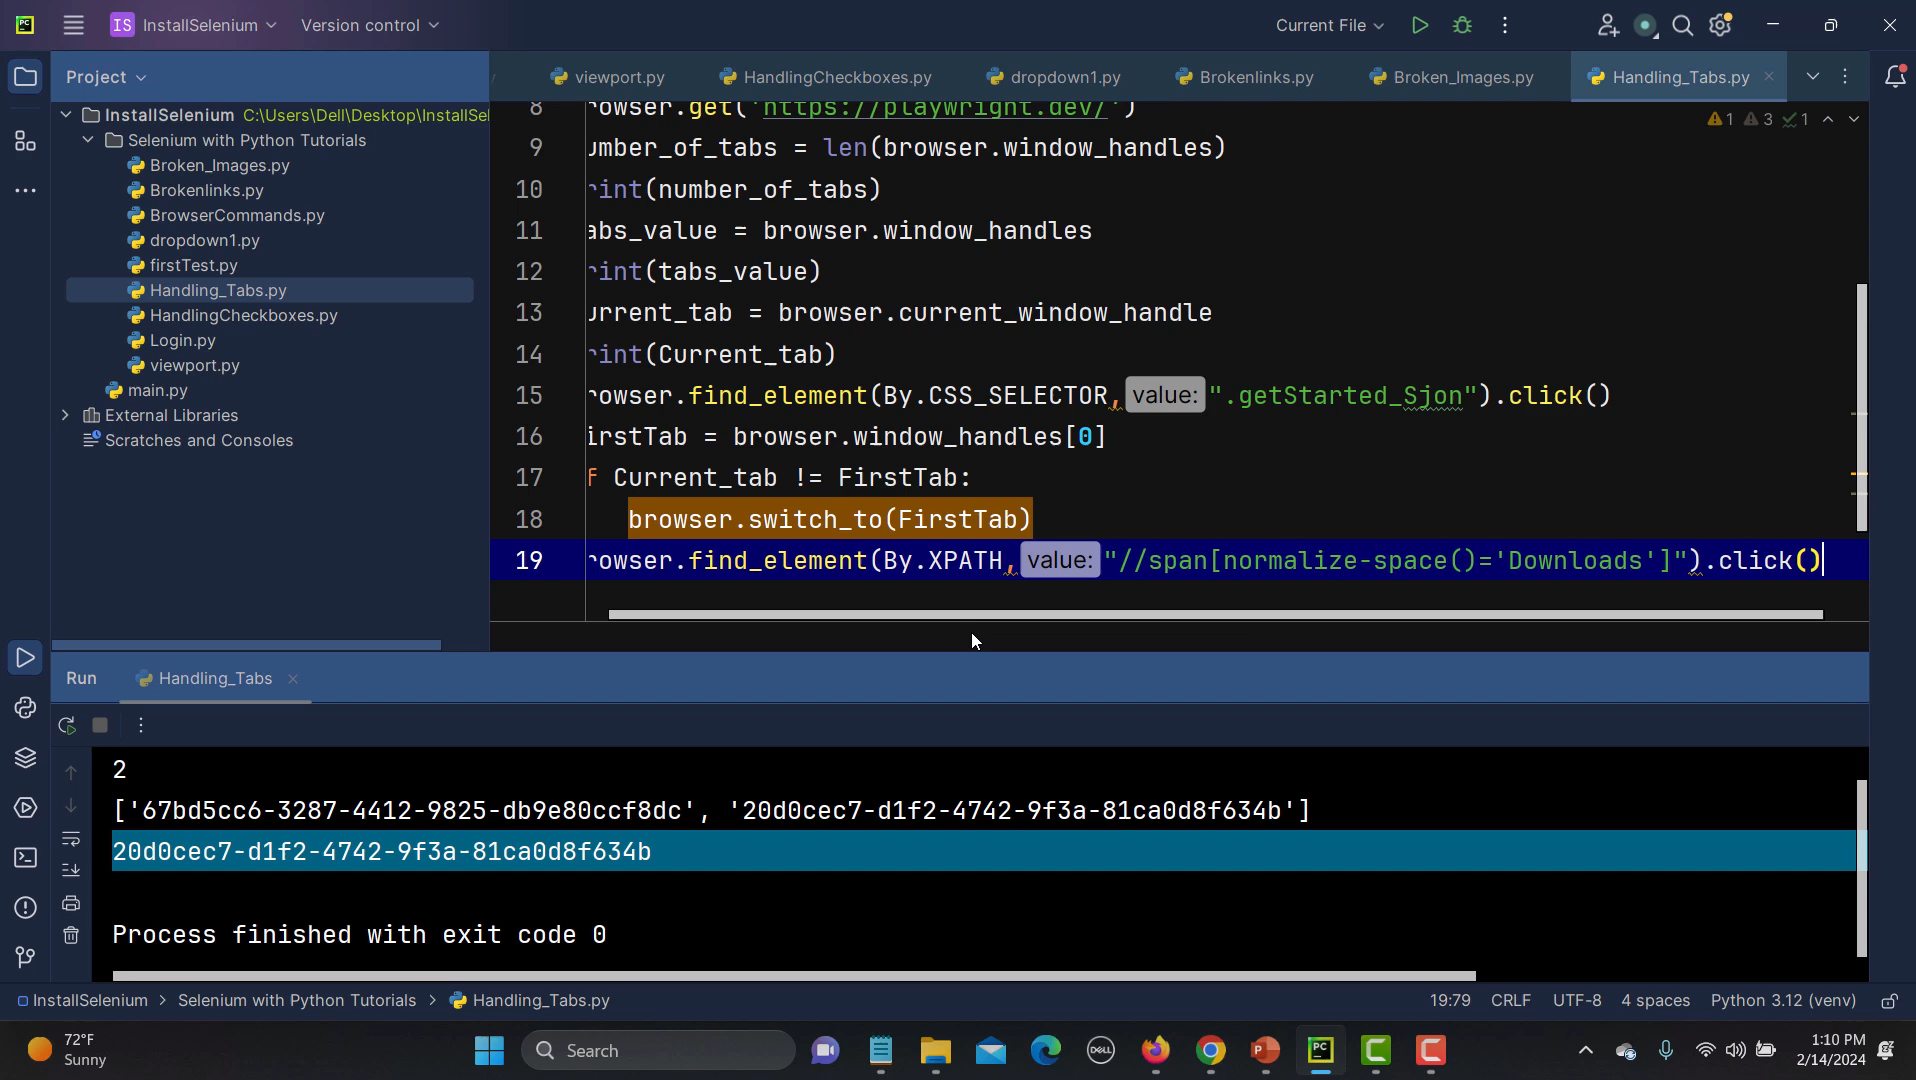 PC IS InstallSelenium Version control Current File
Project
viewport.py HandlingCheckboxes.py dropdown1.py Brokenlinks.py Broken_Images.py Handling_Tabs.py
InstallSelenium C:\Users\Dell\Desktop\InstallSel
Selenium with Python Tutorials
Broken_Images.py
Brokenlinks.py
BrowserCommands.py
dropdown1.py
firstTest.py
Handling_Tabs.py
HandlingCheckboxes.py
Login.py
viewport.py
main.py
External Libraries
Scratches and Consoles
1 3 1
8 rowser.get('https://playwright.dev/')
9 umber_of_tabs = len(browser.window_handles)
10 rint(number_of_tabs)
11 abs_value = browser.window_handles
12 rint(tabs_value)
13 urrent_tab = browser.current_window_handle
14 rint(Current_tab)
15 rowser.find_element(By.CSS_SELECTOR, value: ".getStarted_Sjon").click()
16 irstTab = browser.window_handles[0]
17 f Current_tab != FirstTab:
18 browser.switch_to(FirstTab)
19 rowser.find_element(By.XPATH, value: "//span[normalize-space()='Downloads']").click()
Run Handling_Tabs
2
['67bd5cc6-3287-4412-9825-db9e80ccf8dc', '20d0cec7-d1f2-4742-9f3a-81ca0d8f634b']
20d0cec7-d1f2-4742-9f3a-81ca0d8f634b
Process finished with exit code 0
InstallSelenium > Selenium with Python Tutorials > Handling_Tabs.py 19:79 CRLF UTF-8 4 spaces Python 3.12 (venv)
72°F
Sunny
Search
DELL
1:10 PM
2/14/2024